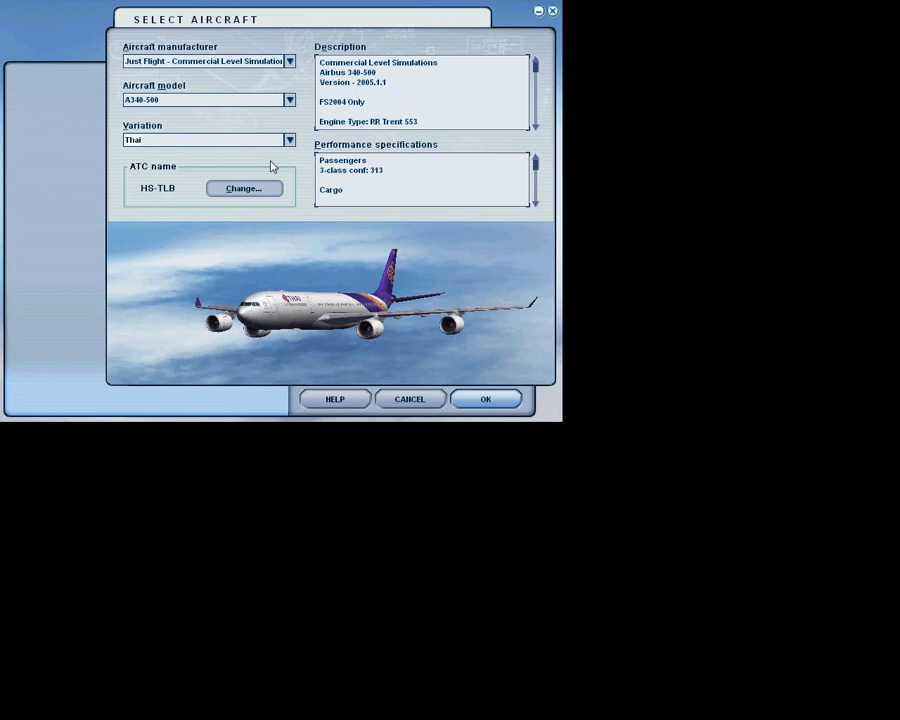 SELECT AIRCRAFT
Aircraft manufacturer
Just Flight - Commercial Level Simulation
Aircraft model
A340-500
Variation
Thai
ATC name
HS-TLB
Change...
Description
Commercial Level Simulations
Airbus 340-500
Version - 2005.1.1
FS2004 Only
Engine Type: RR Trent 553
Performance specifications
Passengers
3-class conf: 313
Cargo
THAI
HELP
CANCEL
OK